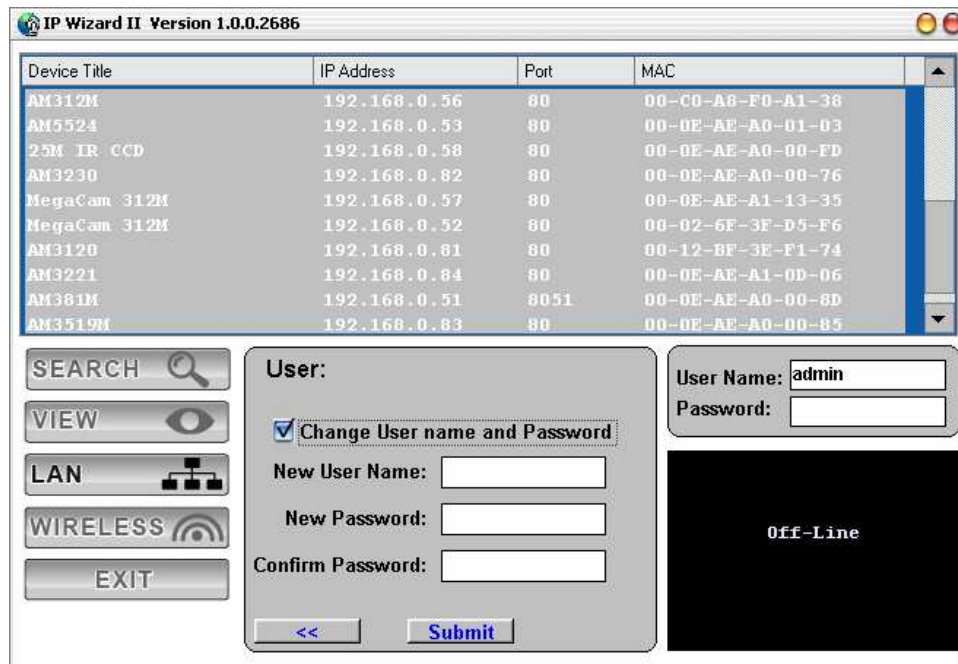 IP Wizard II Version 1.0.0.2686
Device Title IP Address Port MAC
AM312M 192.168.0.56 80 00-C0-A8-F0-A1-38
AM5524 192.168.0.53 80 00-0E-AE-A0-01-03
25M IR CCD 192.168.0.58 80 00-0E-AE-A0-00-FD
AM3230 192.168.0.82 80 00-0E-AE-A0-00-76
MegaCam 312M 192.168.0.57 80 00-0E-AE-A1-13-35
MegaCam 312M 192.168.0.52 80 00-02-6F-3F-D5-F6
AM3120 192.168.0.81 80 00-12-BF-3E-F1-74
AM3221 192.168.0.84 80 00-0E-AE-A1-0D-06
AM381M 192.168.0.51 8051 00-0E-AE-A0-00-8D
AM3519M 192.168.0.83 80 00-0E-AE-A0-00-85
SEARCH
VIEW
LAN
WIRELESS
EXIT
User:
Change User name and Password
New User Name:
New Password:
Confirm Password:
<< Submit
User Name: admin
Password:
Off-Line